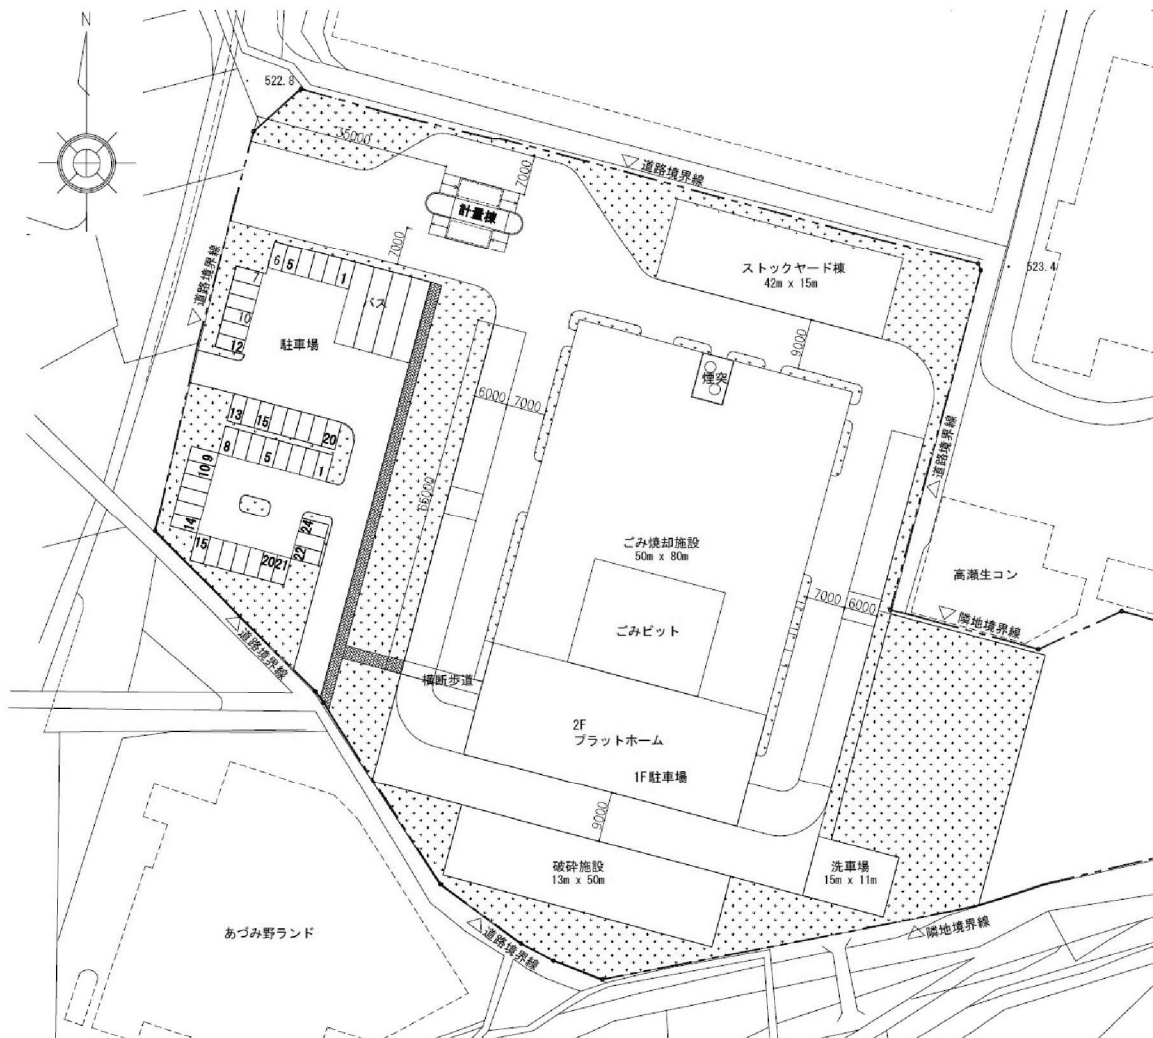 N
522.8
35000
7000
道路境界線
計量棟
7000
ストックヤード棟
42m x 15m
523.4
道路境界線
6
5
1
7
バス
10
12
駐車場
煙突
9000
6000
7000
13
15
20
8
5
1
9
10
14
15
20
21
22
24
66000
道路境界線
ごみ焼却施設
50m x 80m
高瀬生コン
7000
6000
隣地境界線
ごみピット
道路境界線
横断歩道
2F
プラットホーム
1F駐車場
9000
破砕施設
13m x 50m
洗車場
15m x 11m
あづみ野ランド
道路境界線
隣地境界線